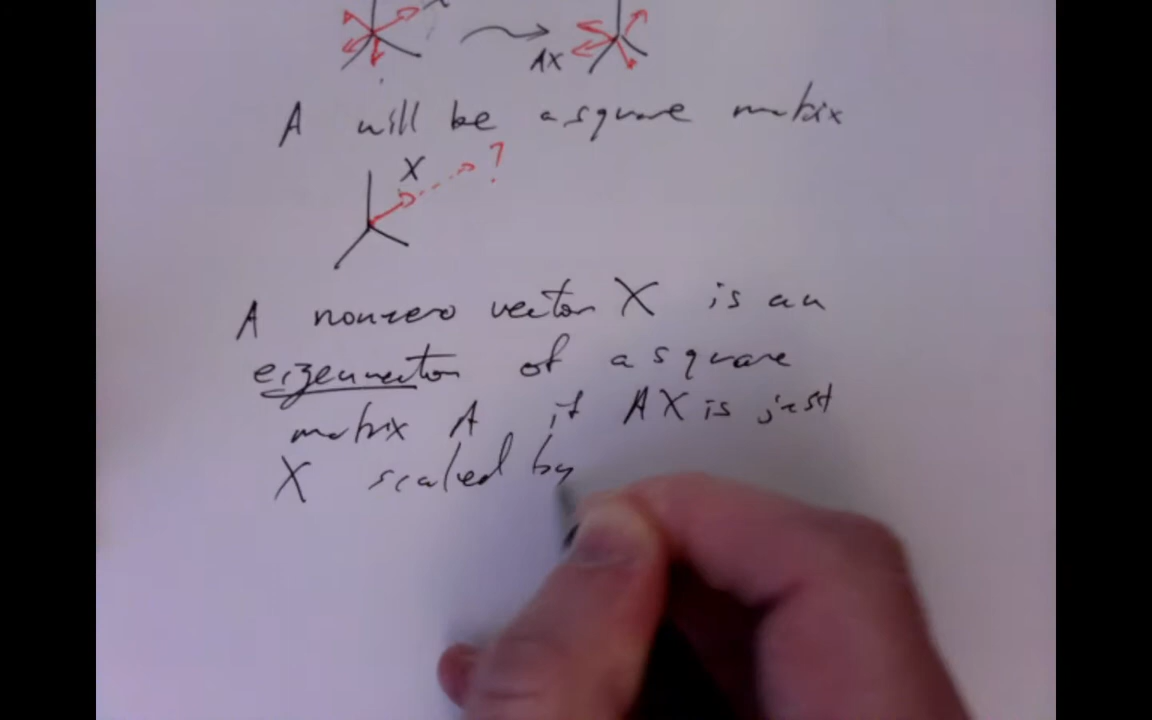 AX
A will be a square matrix
X ?
A nonzero vector X is an
eigenvector of a square
matrix A if AX is just
X scaled by